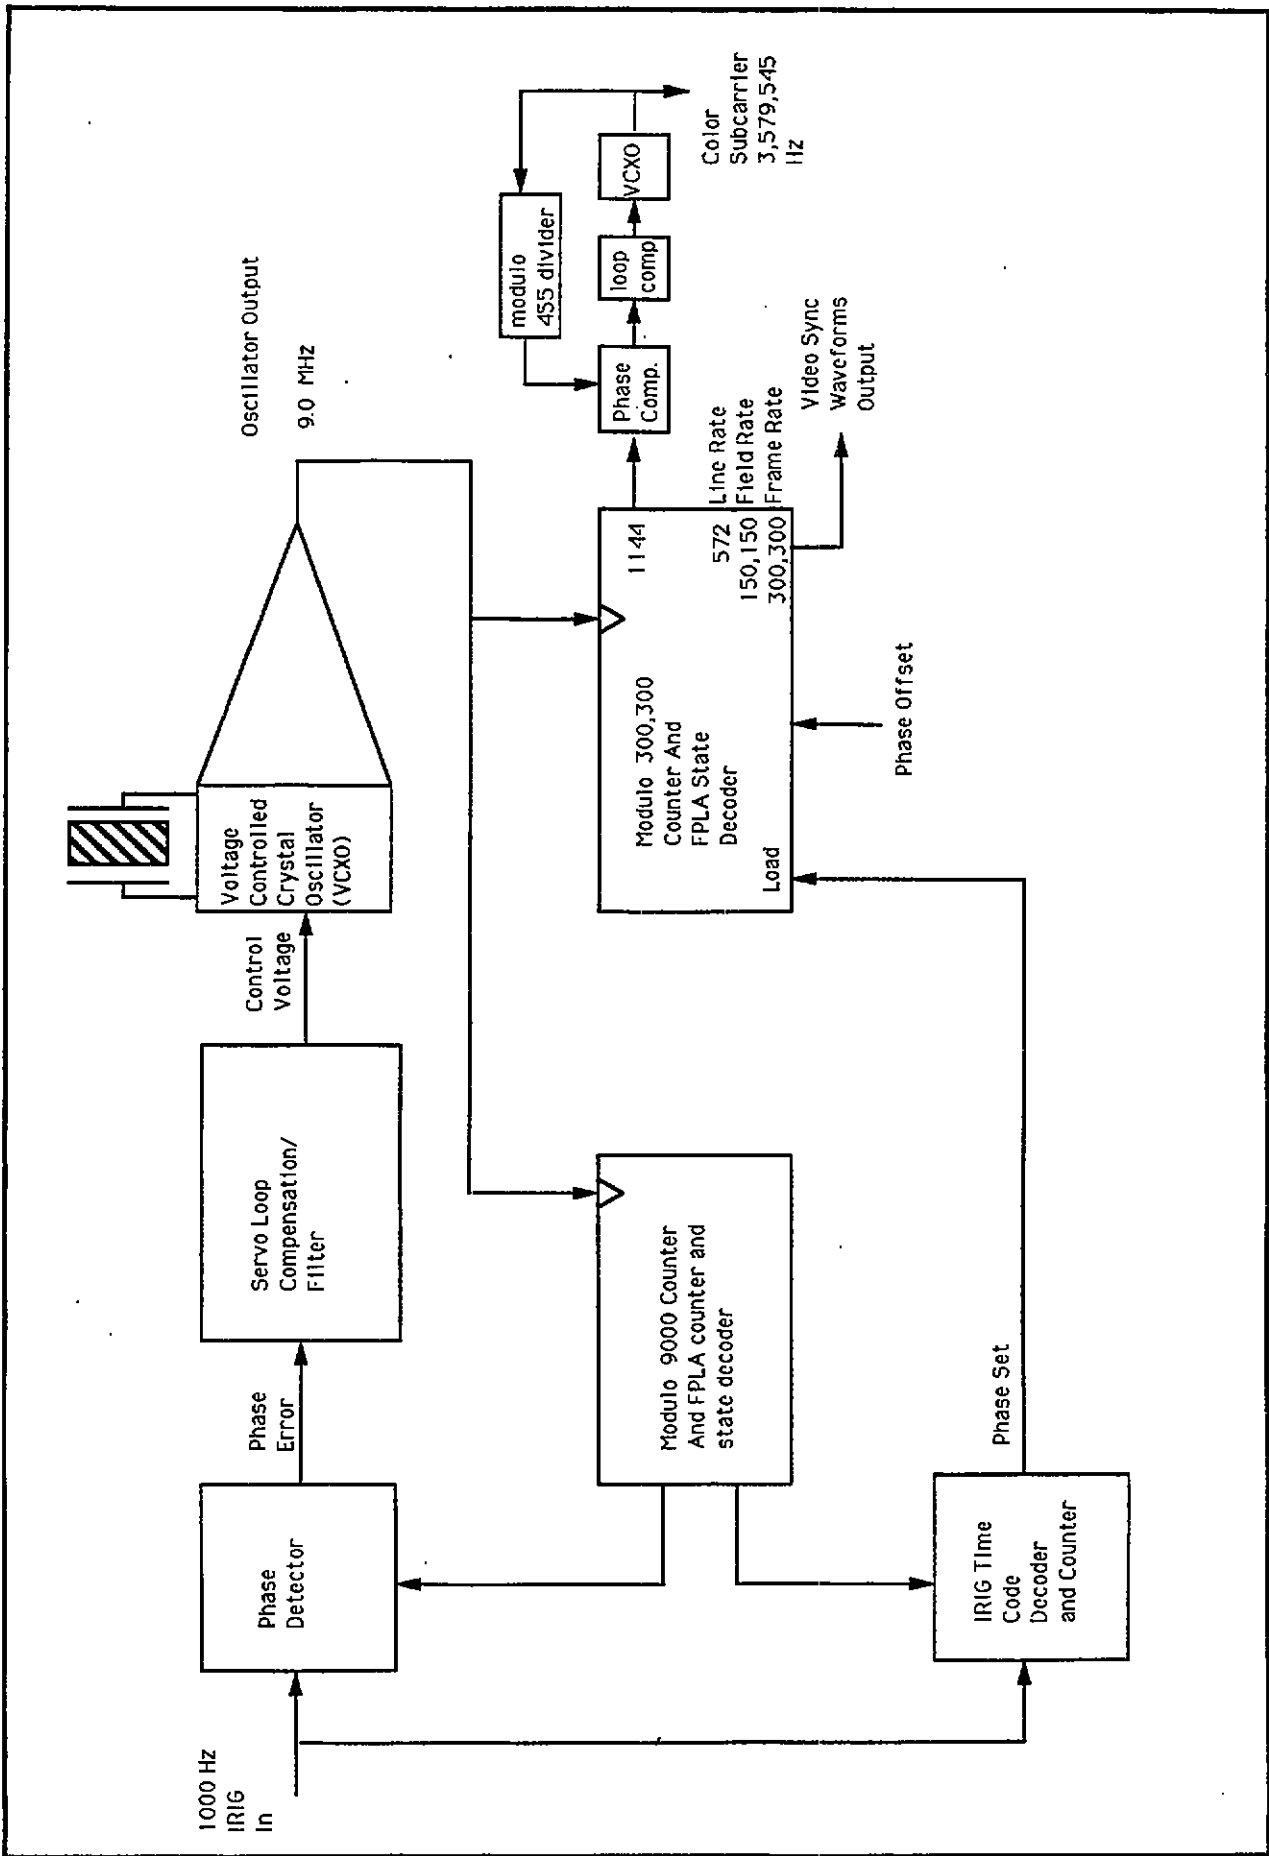 1000 Hz
IRIG
In
Phase
Detector
Phase
Error
Servo Loop
Compensation/
Filter
Control
Voltage
Voltage
Controlled
Crystal
Oscillator
(VCXO)
Oscillator Output
9.0 MHz
Modulo 9000 Counter
And FPLA counter and
state decoder
Modulo 300,300
Counter And
FPLA State
Decoder
Load
1144
572 Line Rate
150,150 Field Rate
300,300 Frame Rate
Phase
Comp.
loop
comp
VCXO
modulo
455 divider
Color
Subcarrier
3,579,545
Hz
Video Sync
Waveforms
Output
Phase Offset
IRIG Time
Code
Decoder
and Counter
Phase Set